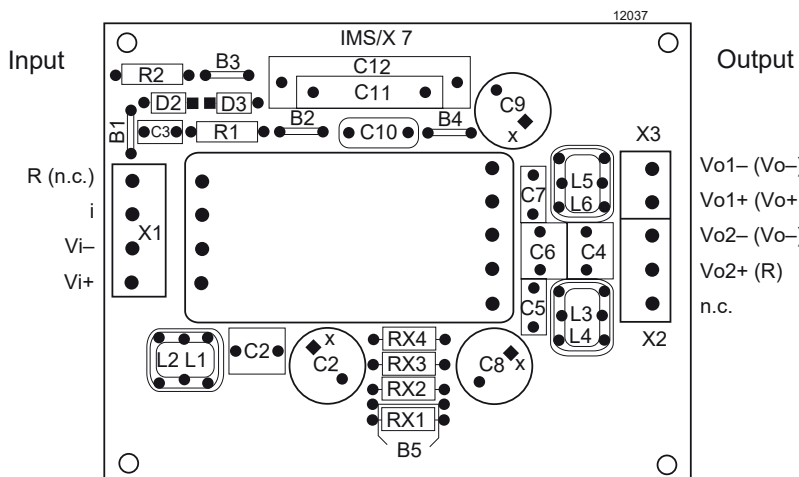 12037
Input
IMS/X 7
Output
R2
B3
C12
C11
C9
x
D2
D3
B1
C3
R1
B2
C10
B4
X3
R (n.c.)
i
Vi–
Vi+
X1
C7
L5
L6
Vo1– (Vo–)
Vo1+ (Vo+
Vo2– (Vo–)
Vo2+ (R)
n.c.
C6
C4
C5
L3
L4
X2
L2 L1
C2
x
C2
RX4
RX3
RX2
RX1
B5
C8
x